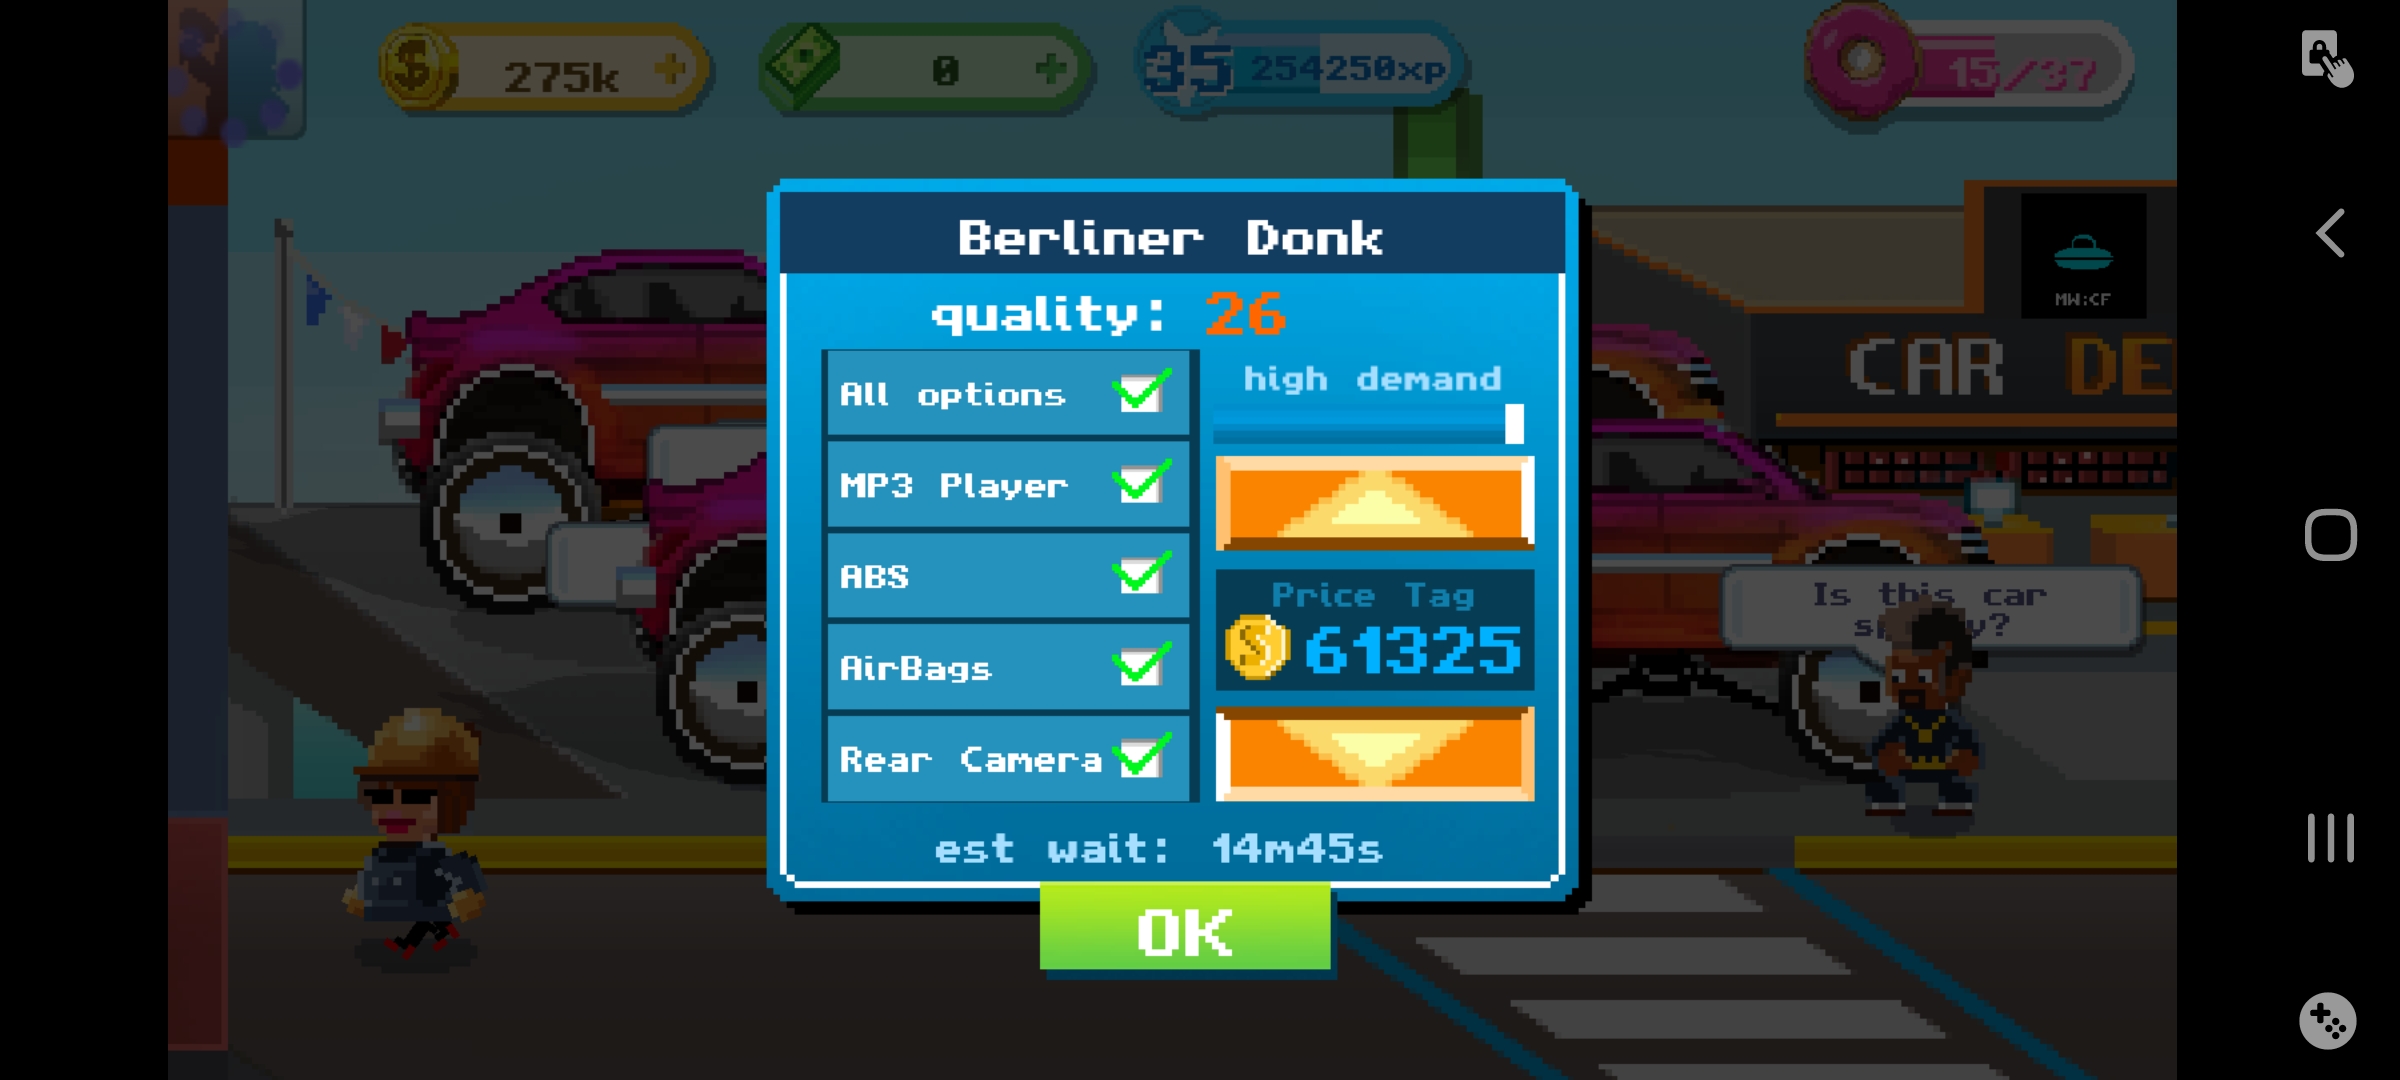 275k
0
35
254250xp
15/37
MW:CF
CAR DE
Berliner Donk
quality: 26
All options
MP3 Player
ABS
AirBags
Rear Camera
high demand
Price Tag
61325
est wait: 14m45s
OK
Is this car